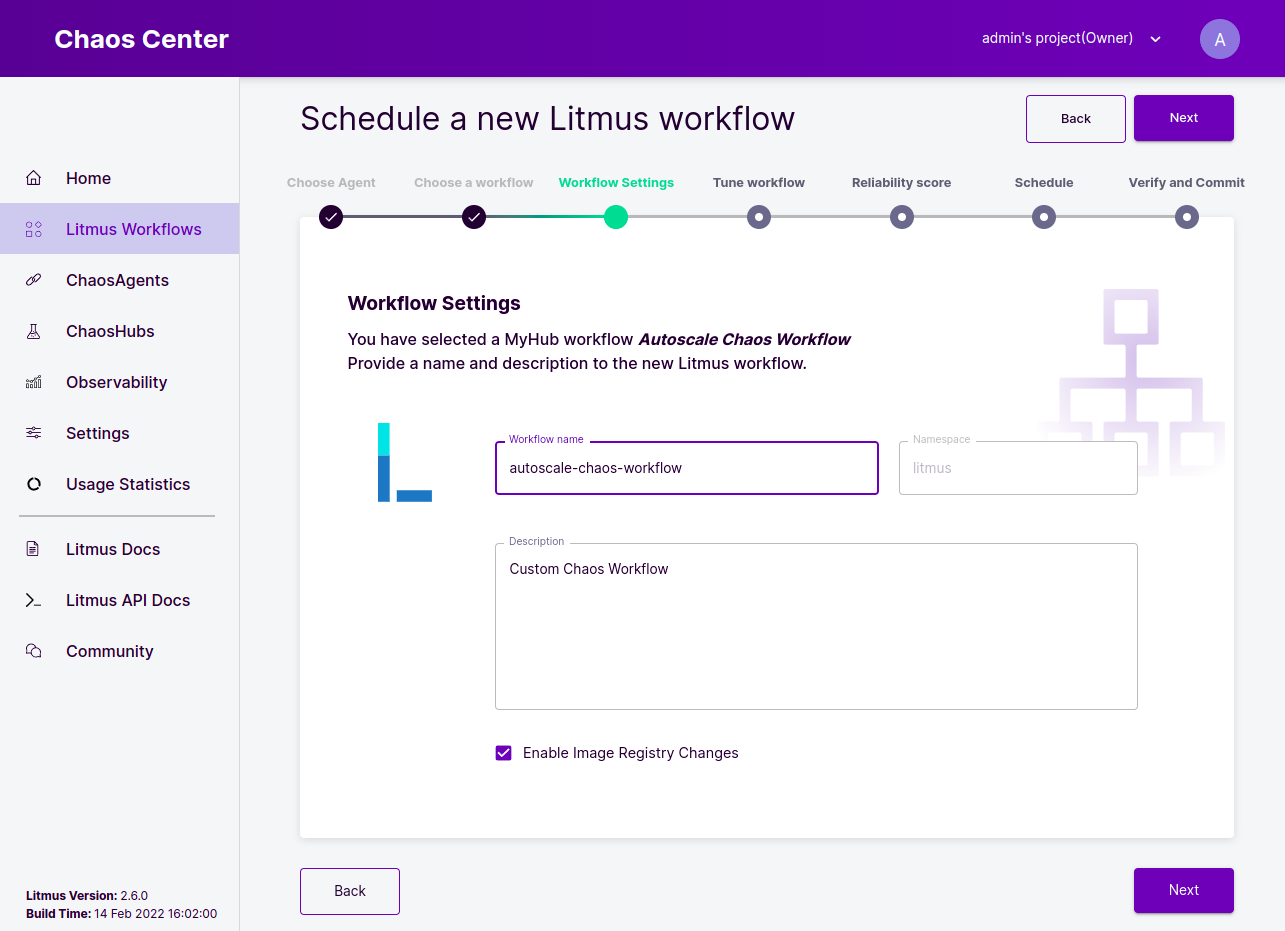 Chaos Center
admin's project(Owner)
A
Home
Litmus Workflows
ChaosAgents
ChaosHubs
Observability
Settings
Usage Statistics
Litmus Docs
Litmus API Docs
Community
Litmus Version: 2.6.0
Build Time: 14 Feb 2022 16:02:00
Schedule a new Litmus workflow
Back
Next
Choose Agent
Choose a workflow
Workflow Settings
Tune workflow
Reliability score
Schedule
Verify and Commit
Workflow Settings
You have selected a MyHub workflow Autoscale Chaos Workflow
Provide a name and description to the new Litmus workflow.
Workflow name
autoscale-chaos-workflow
Namespace
litmus
Description
Custom Chaos Workflow
Enable Image Registry Changes
Back
Next